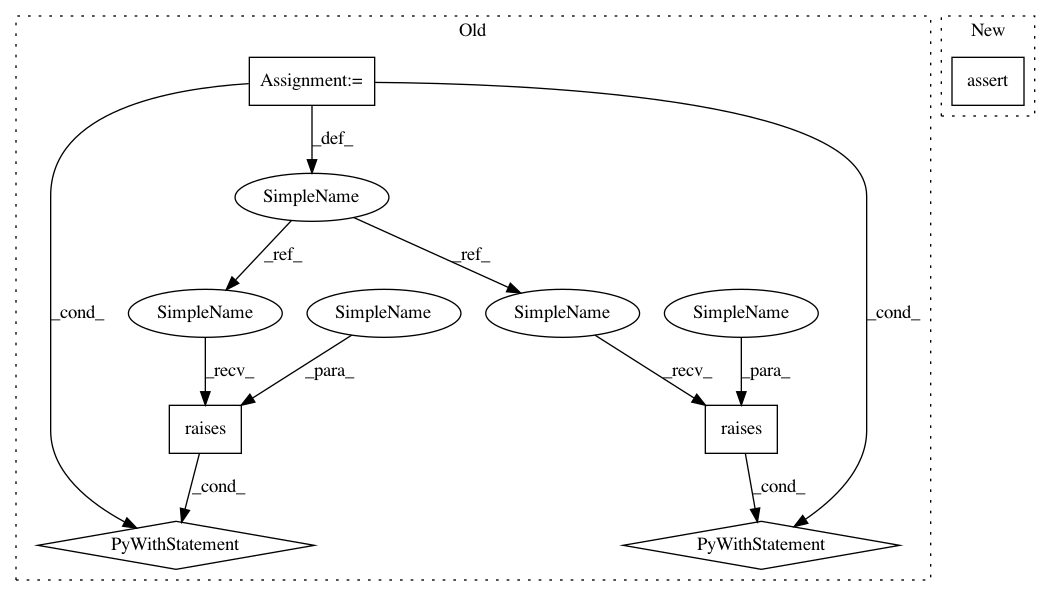 Old
New
Assignment:=
assert
_def_
SimpleName
_ref_
_ref_
_cond_
SimpleName
SimpleName
SimpleName
SimpleName
_cond_
_recv_
_para_
_recv_
_para_
raises
raises
_cond_
_cond_
PyWithStatement
PyWithStatement